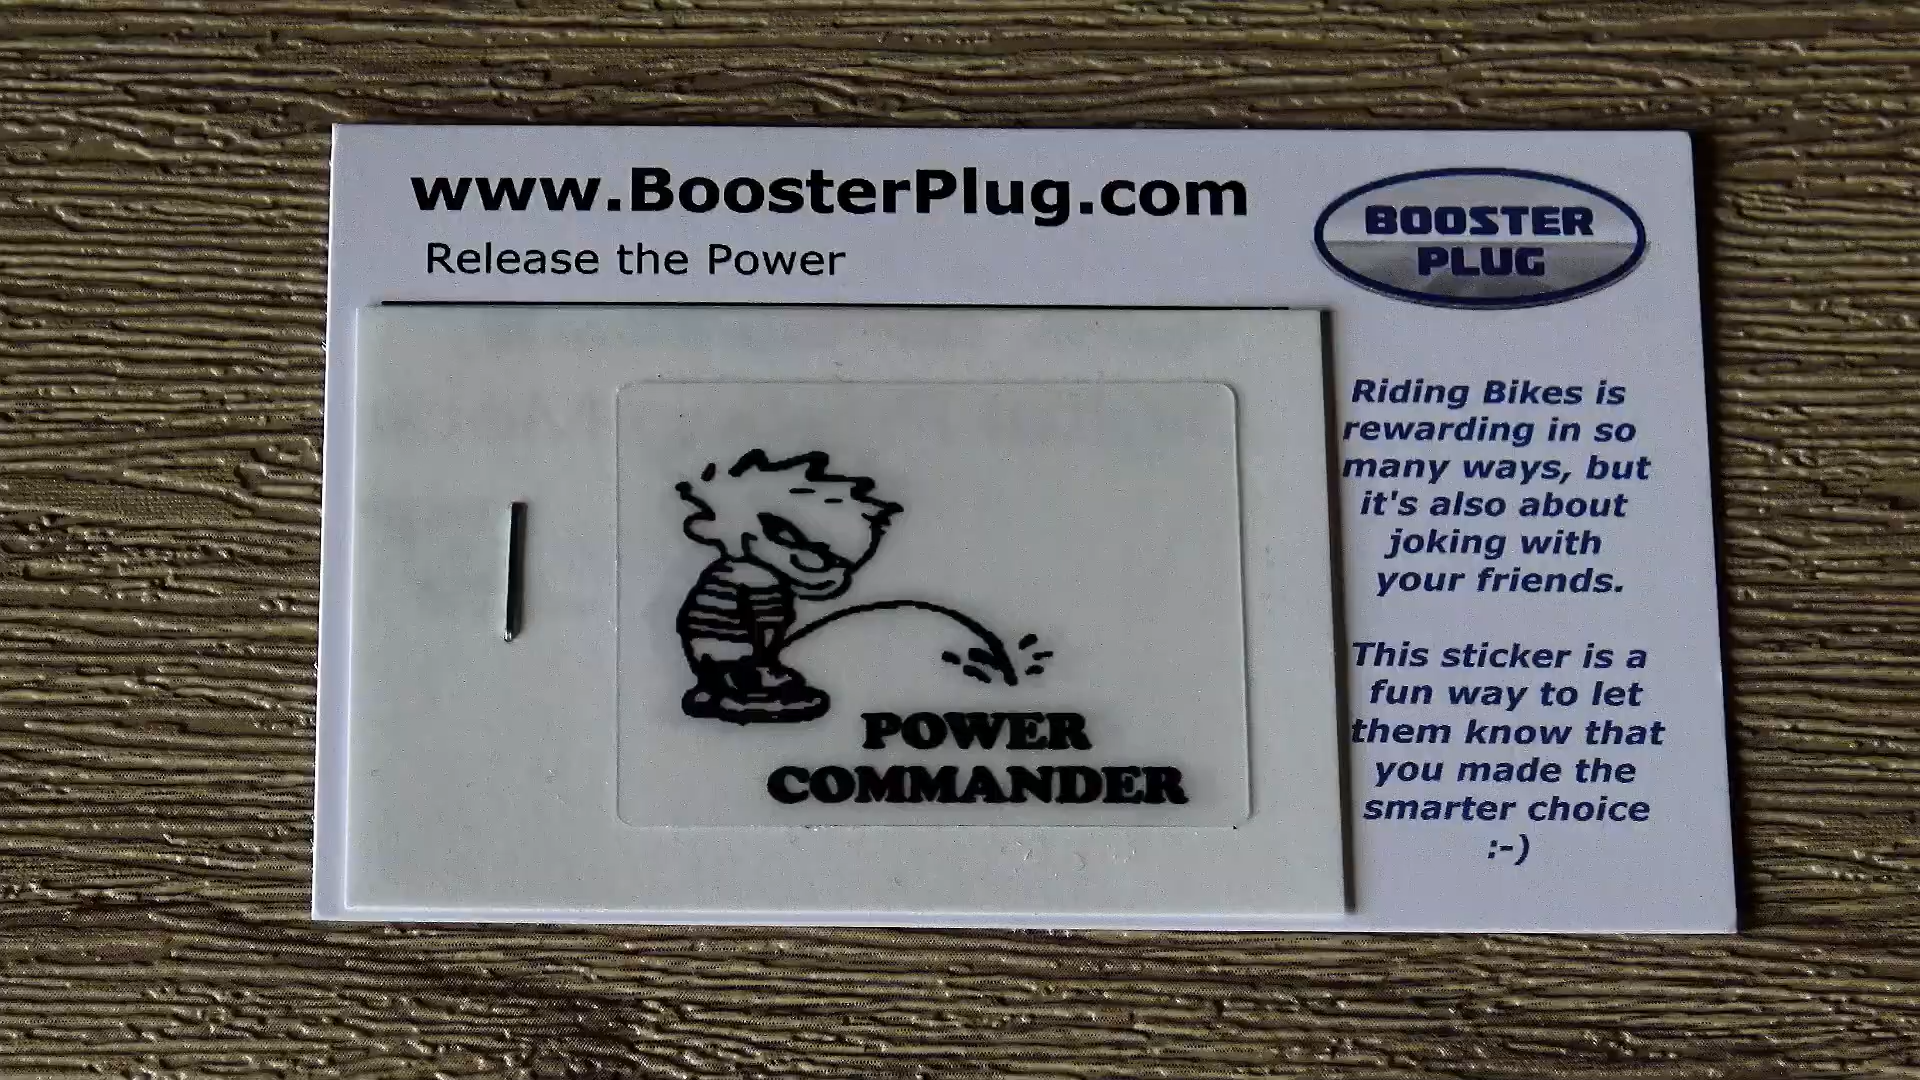 www.BoosterPlug.com
Release the Power
BOOSTER
PLUG
Riding Bikes is
rewarding in so
many ways, but
it's also about
joking with
your friends.
This sticker is a
fun way to let
them know that
you made the
smarter choice
:-)
POWER
COMMANDER